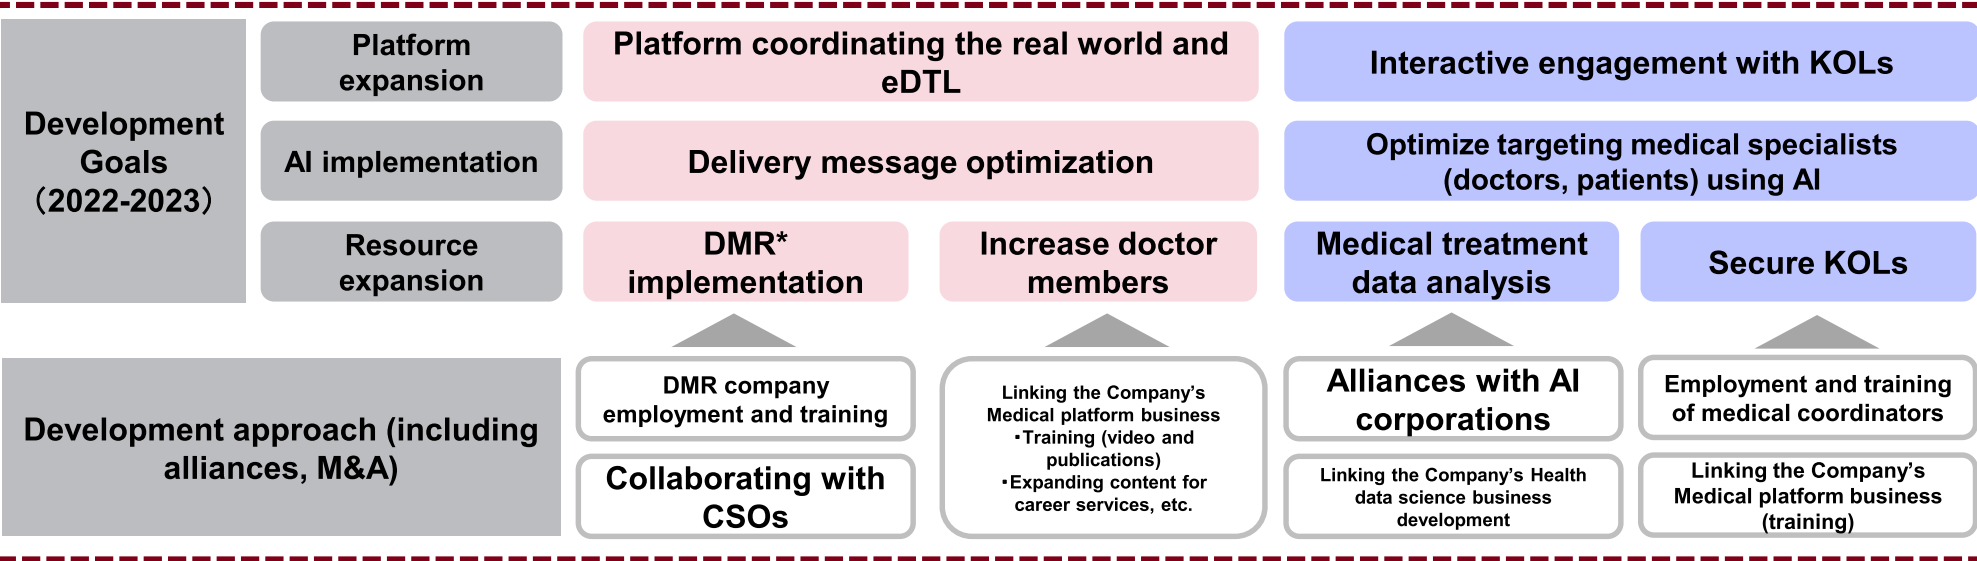 Development
Goals
（2022-2023）
Platform
expansion
Platform coordinating the real world and
eDTL
Interactive engagement with KOLs
AI implementation
Delivery message optimization
Optimize targeting medical specialists
(doctors, patients) using AI
Resource
expansion
DMR*
implementation
Increase doctor
members
Medical treatment
data analysis
Secure KOLs
Development approach (including
alliances, M&A)
DMR company
employment and training
Collaborating with
CSOs
Linking the Company's
Medical platform business
・Training (video and
publications)
・Expanding content for
career services, etc.
Alliances with AI
corporations
Linking the Company's Health
data science business
development
Employment and training
of medical coordinators
Linking the Company's
Medical platform business
(training)